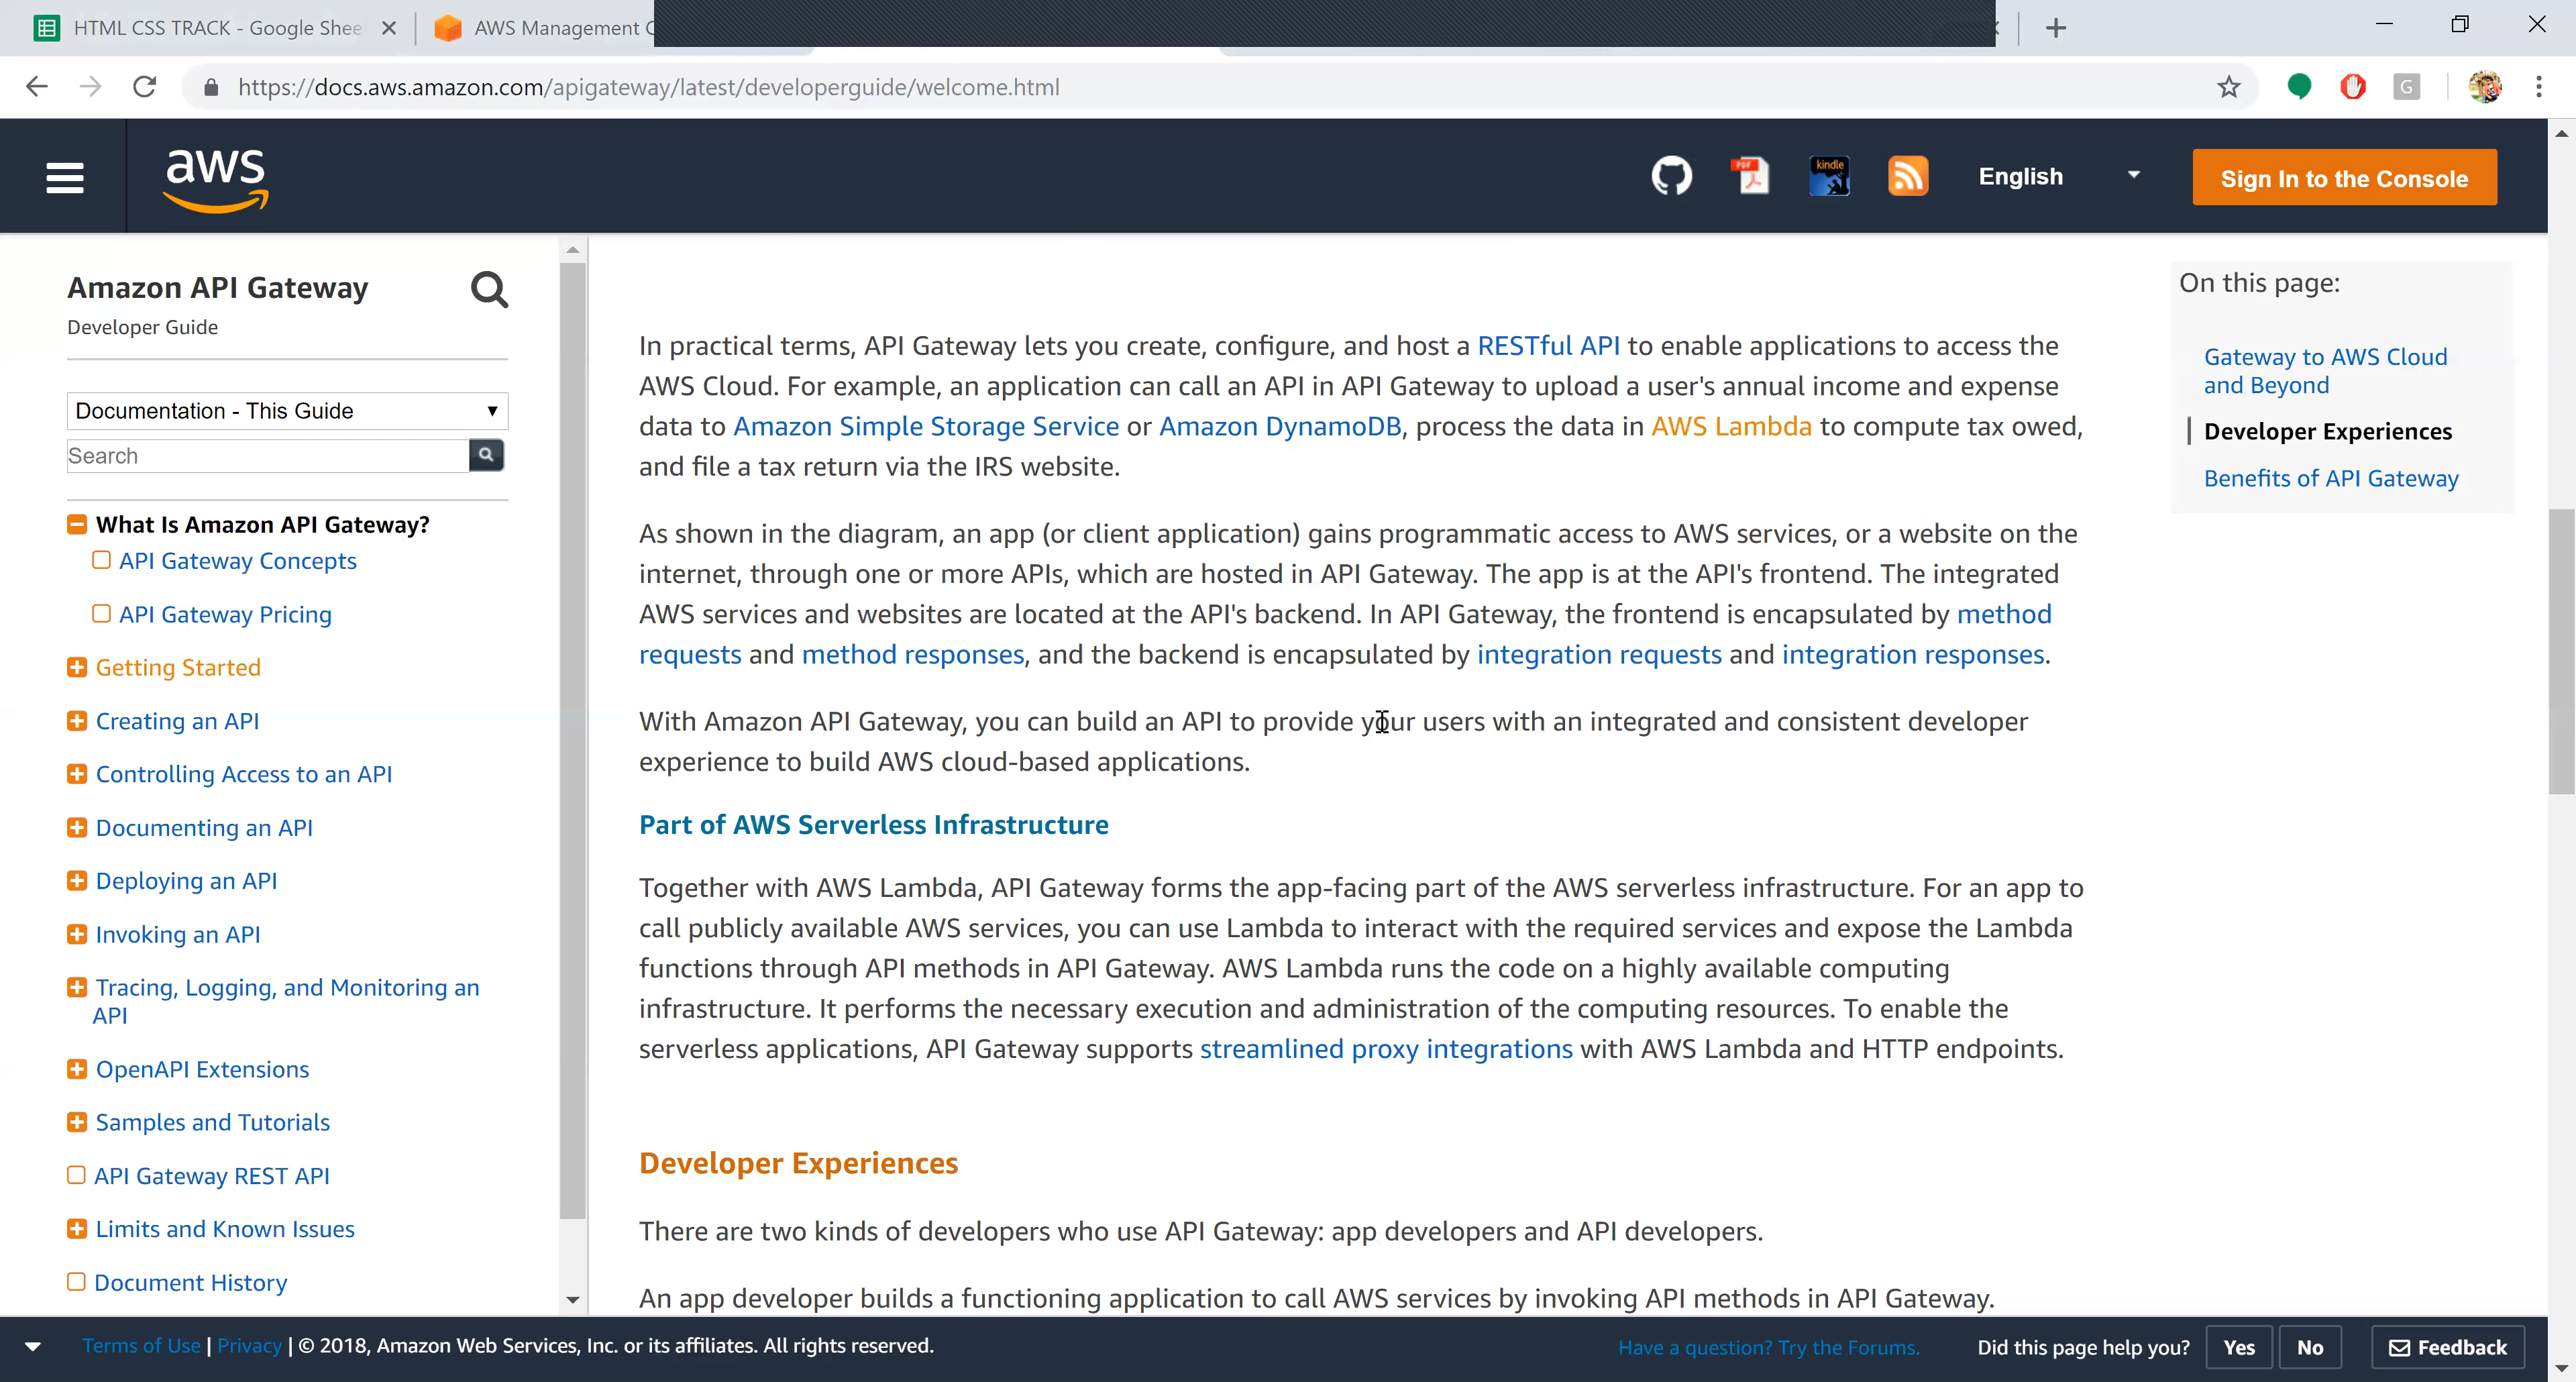 HTML CSS TRACK - Google Shee
AWS Management C
https://docs.aws.amazon.com/apigateway/latest/developerguide/welcome.html
G
aws
PDF
kindle
English
Sign In to the Console
Amazon API Gateway
Developer Guide
Documentation - This Guide
Search
What Is Amazon API Gateway?
API Gateway Concepts
API Gateway Pricing
Getting Started
Creating an API
Controlling Access to an API
Documenting an API
Deploying an API
Invoking an API
Tracing, Logging, and Monitoring an
API
OpenAPI Extensions
Samples and Tutorials
API Gateway REST API
Limits and Known Issues
Document History
In practical terms, API Gateway lets you create, configure, and host a RESTful API to enable applications to access the
AWS Cloud. For example, an application can call an API in API Gateway to upload a user's annual income and expense
data to Amazon Simple Storage Service or Amazon DynamoDB, process the data in AWS Lambda to compute tax owed,
and file a tax return via the IRS website.
As shown in the diagram, an app (or client application) gains programmatic access to AWS services, or a website on the
internet, through one or more APIs, which are hosted in API Gateway. The app is at the API's frontend. The integrated
AWS services and websites are located at the API's backend. In API Gateway, the frontend is encapsulated by method
requests and method responses, and the backend is encapsulated by integration requests and integration responses.
With Amazon API Gateway, you can build an API to provide your users with an integrated and consistent developer
experience to build AWS cloud-based applications.
Part of AWS Serverless Infrastructure
Together with AWS Lambda, API Gateway forms the app-facing part of the AWS serverless infrastructure. For an app to
call publicly available AWS services, you can use Lambda to interact with the required services and expose the Lambda
functions through API methods in API Gateway. AWS Lambda runs the code on a highly available computing
infrastructure. It performs the necessary execution and administration of the computing resources. To enable the
serverless applications, API Gateway supports streamlined proxy integrations with AWS Lambda and HTTP endpoints.
Developer Experiences
There are two kinds of developers who use API Gateway: app developers and API developers.
An app developer builds a functioning application to call AWS services by invoking API methods in API Gateway.
On this page:
Gateway to AWS Cloud
and Beyond
Developer Experiences
Benefits of API Gateway
Terms of Use | Privacy | © 2018, Amazon Web Services, Inc. or its affiliates. All rights reserved.
Have a question? Try the Forums.
Did this page help you?
Yes
No
Feedback